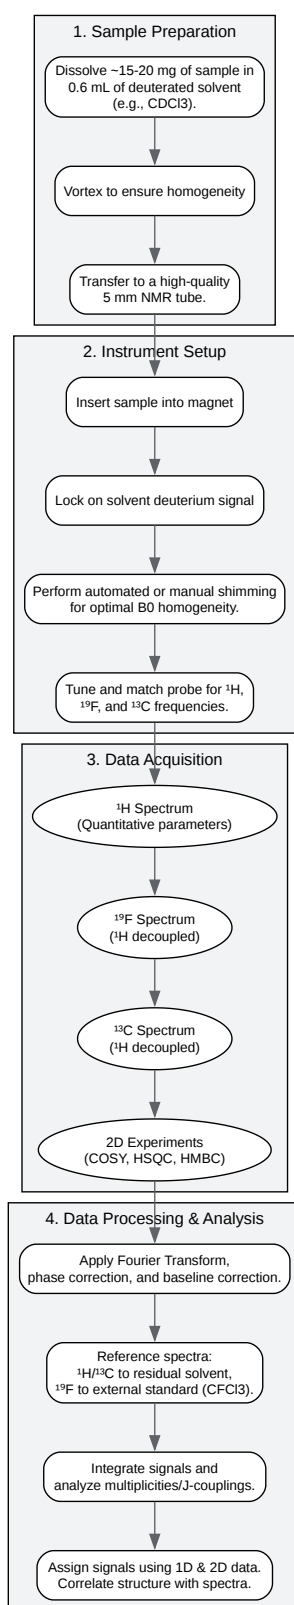 1. Sample Preparation
Dissolve ~15-20 mg of sample in
0.6 mL of deuterated solvent
(e.g., CDCl3).
Vortex to ensure homogeneity
Transfer to a high-quality
5 mm NMR tube.
2. Instrument Setup
Insert sample into magnet
Lock on solvent deuterium signal
Perform automated or manual shimming
for optimal B0 homogeneity.
Tune and match probe for ¹H,
¹⁹F, and ¹³C frequencies.
3. Data Acquisition
¹H Spectrum
(Quantitative parameters)
¹⁹F Spectrum
(¹H decoupled)
¹³C Spectrum
(¹H decoupled)
2D Experiments
(COSY, HSQC, HMBC)
4. Data Processing & Analysis
Apply Fourier Transform,
phase correction, and baseline correction.
Reference spectra:
¹H/¹³C to residual solvent,
¹⁹F to external standard (CFCl3).
Integrate signals and
analyze multiplicities/J-couplings.
Assign signals using 1D & 2D data.
Correlate structure with spectra.